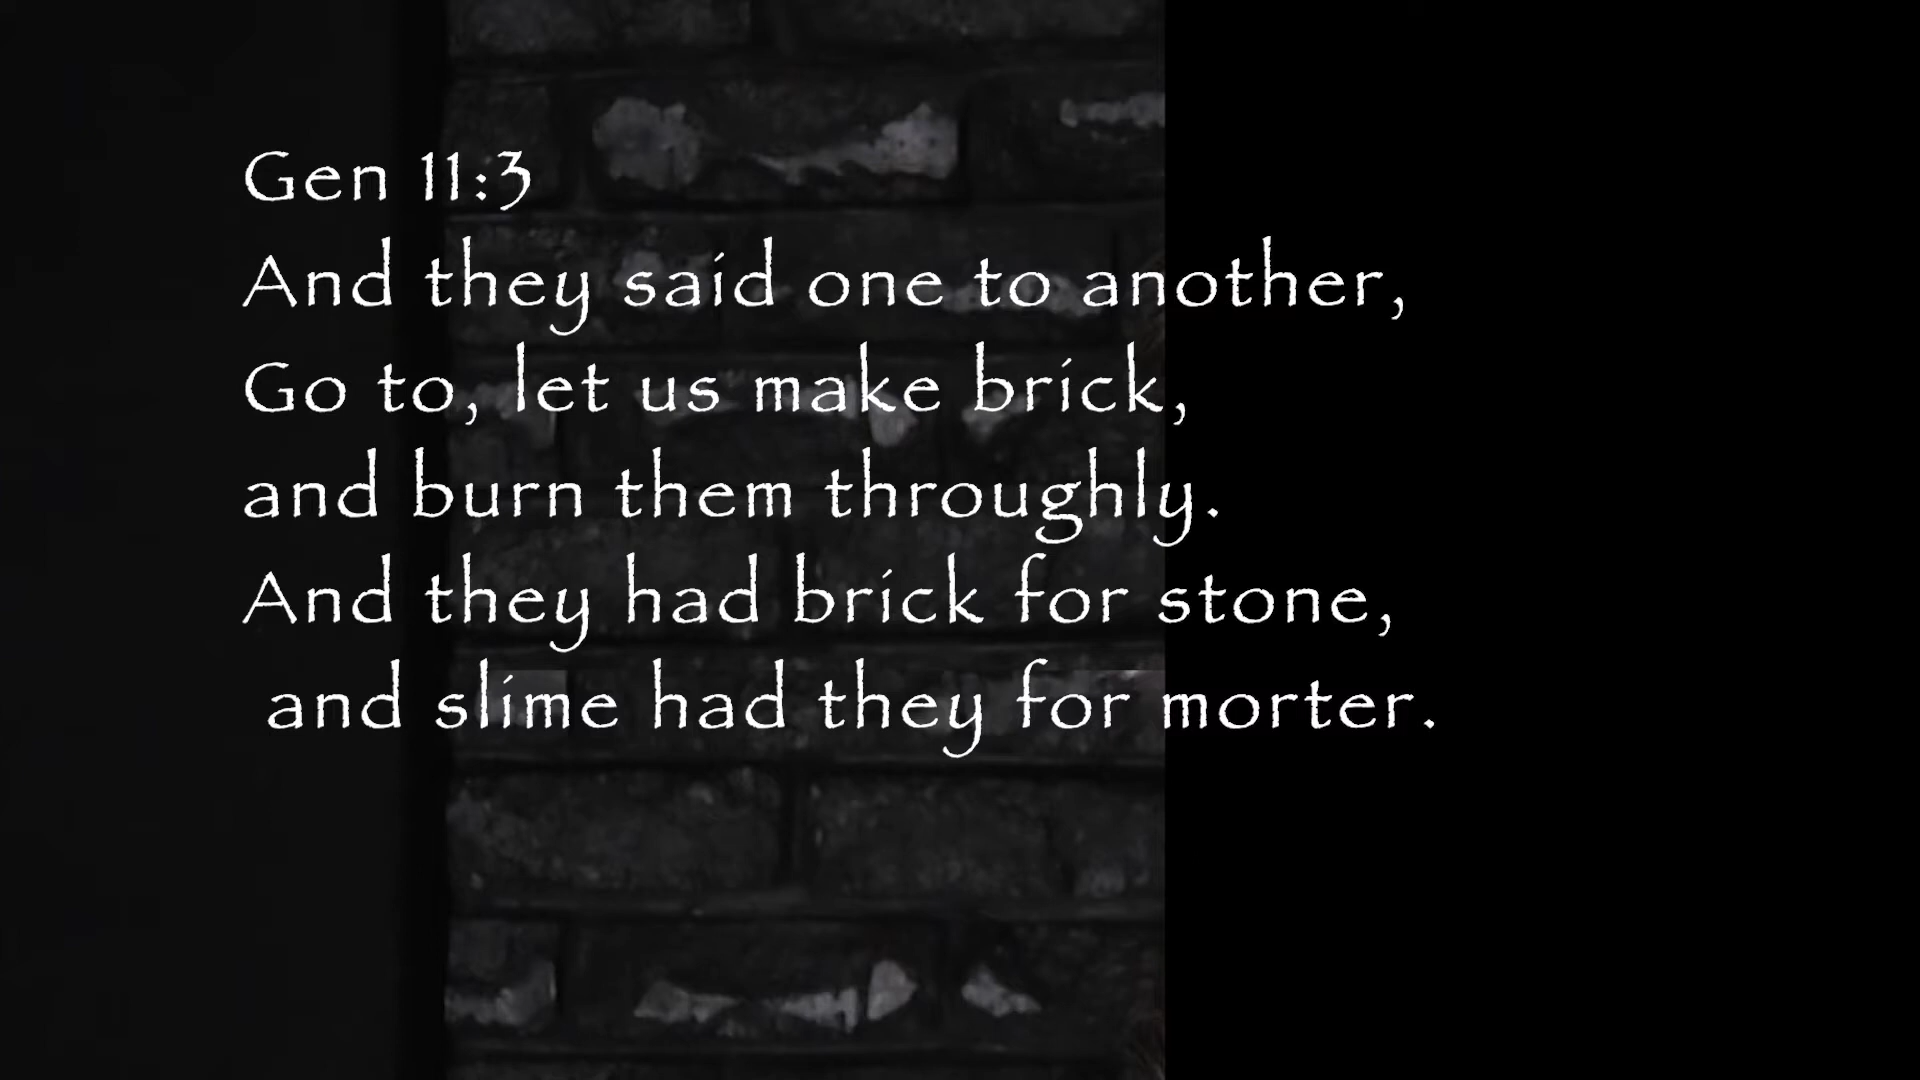 Gen 11:3
And they said one to another,
Go to, let us make brick,
and burn them throughly.
And they had brick for stone,
and slime had they for morter.